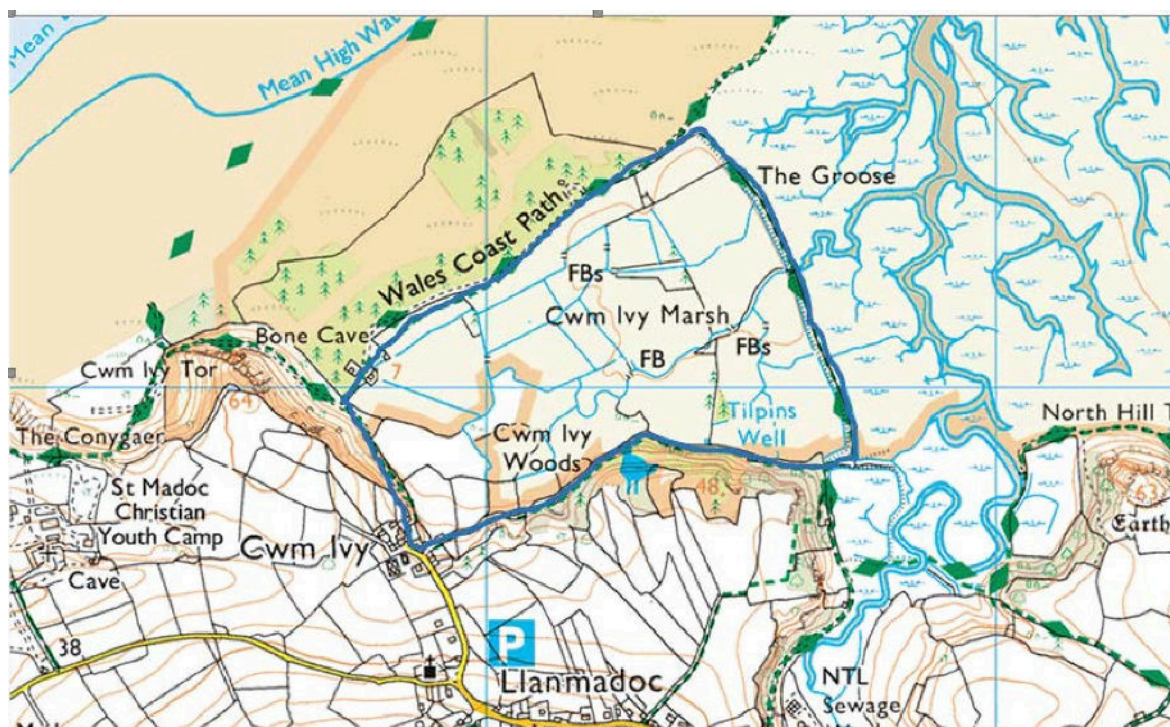 Mean
Mean High Wat
The Groose
Wales Coast Path
FBs
Cwm Ivy Marsh
Bone Cave
FB
FBs
7
Cwm Ivy Tor
64
Tilpins
Well
North Hill T
The Conygaer
Cwm Ivy
Woods
St Madoc
Christian
Youth Camp
48
Earth
Cwm Ivy
Cave
38
P
Llanmadoc
NTL
Sewage